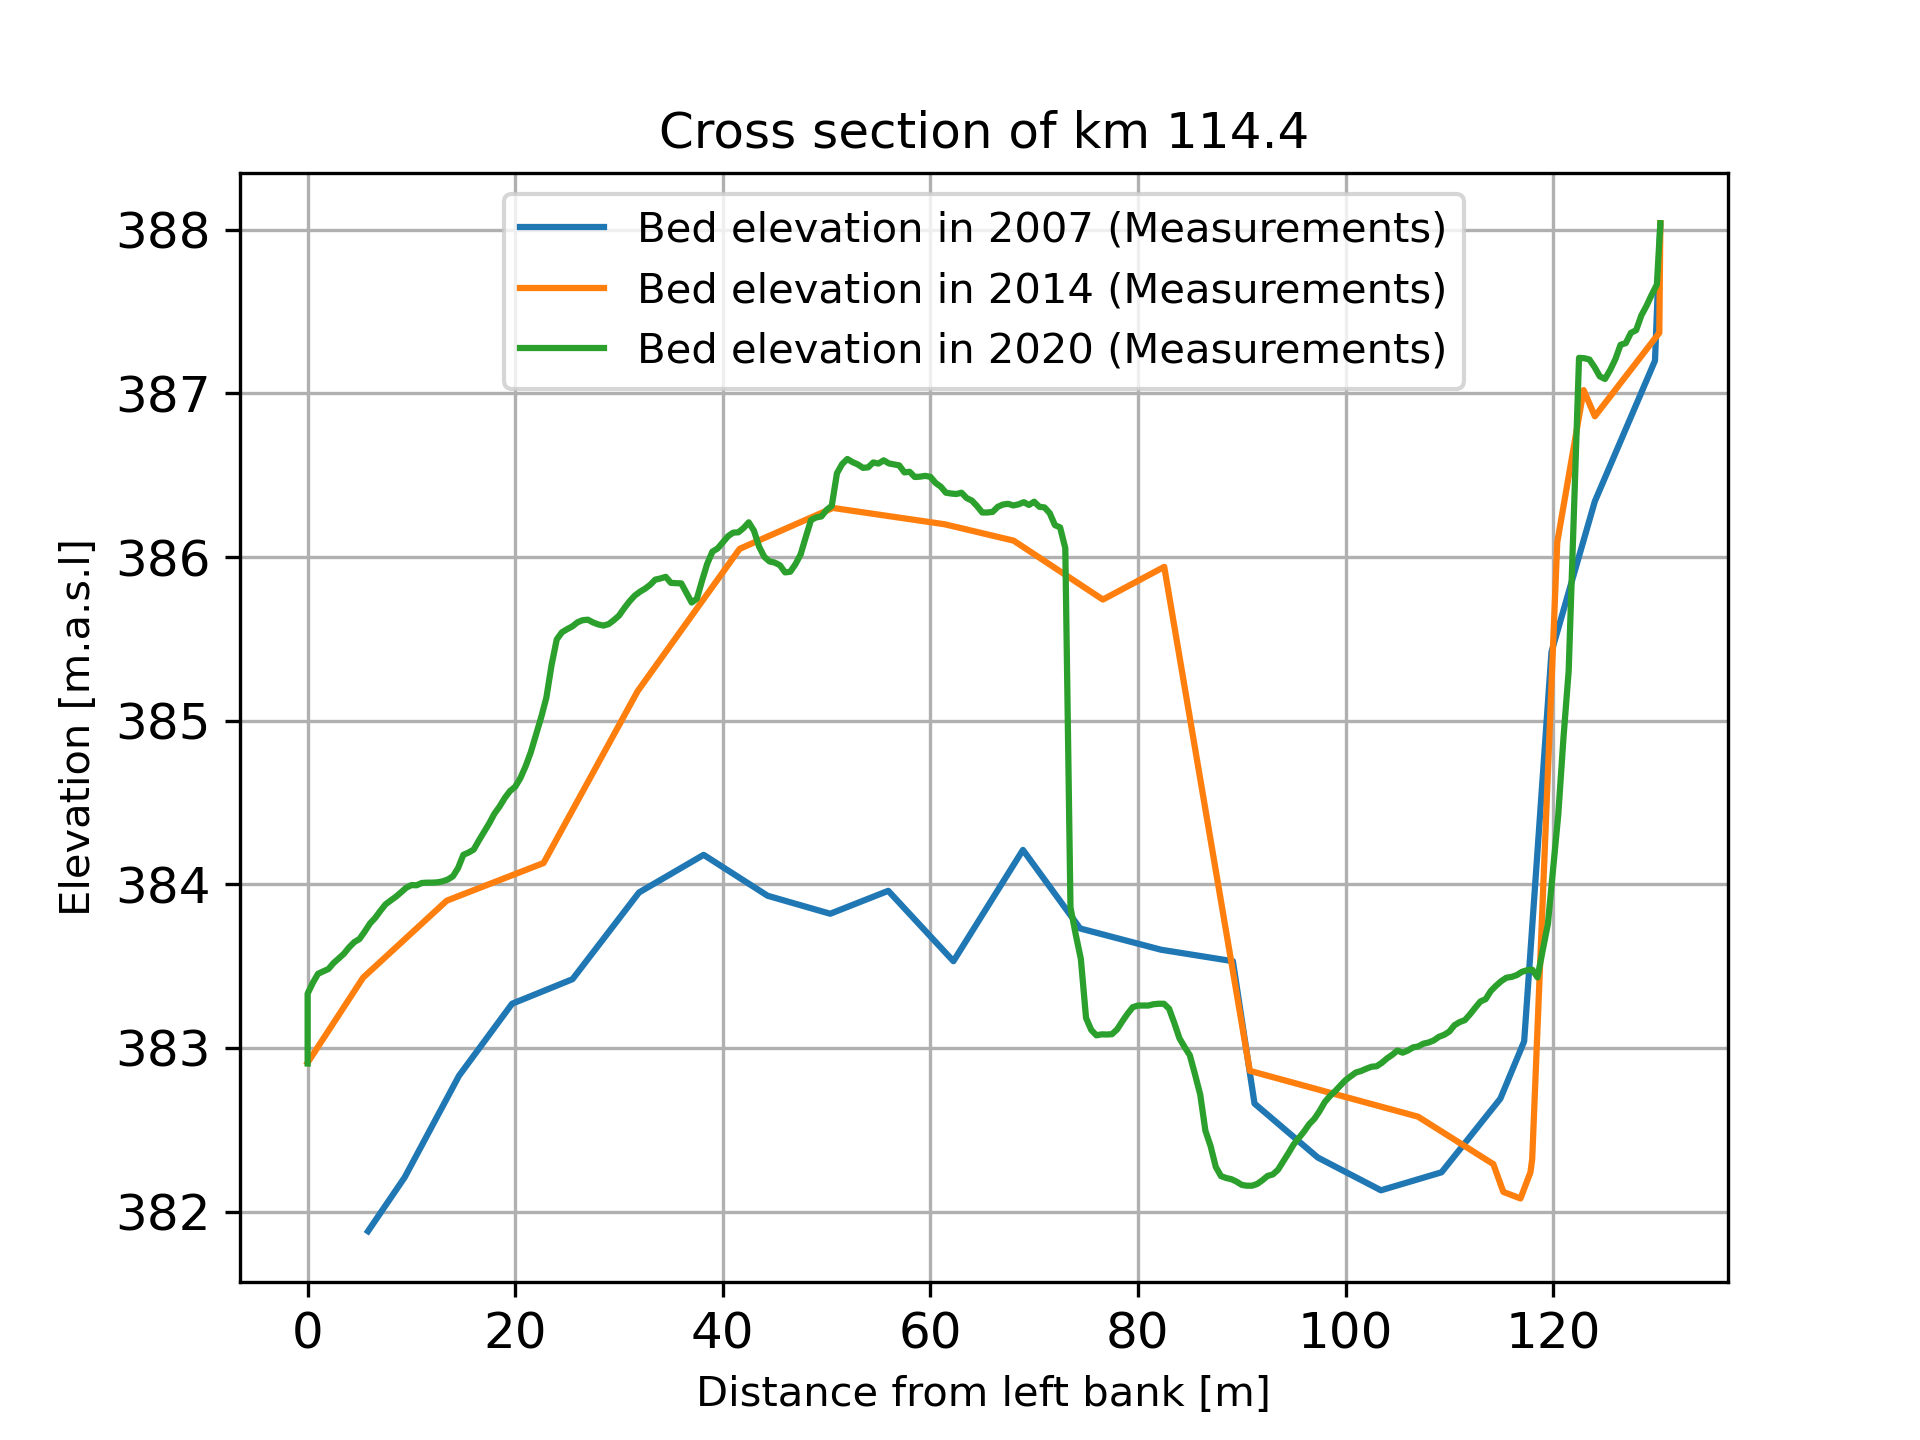 Cross section of km 114.4
Bed elevation in 2007 (Measurements)
Bed elevation in 2014 (Measurements)
Bed elevation in 2020 (Measurements)
388
387
386
385
384
383
382
Elevation [m.a.s.l]
0 20 40 60 80 100 120
Distance from left bank [m]